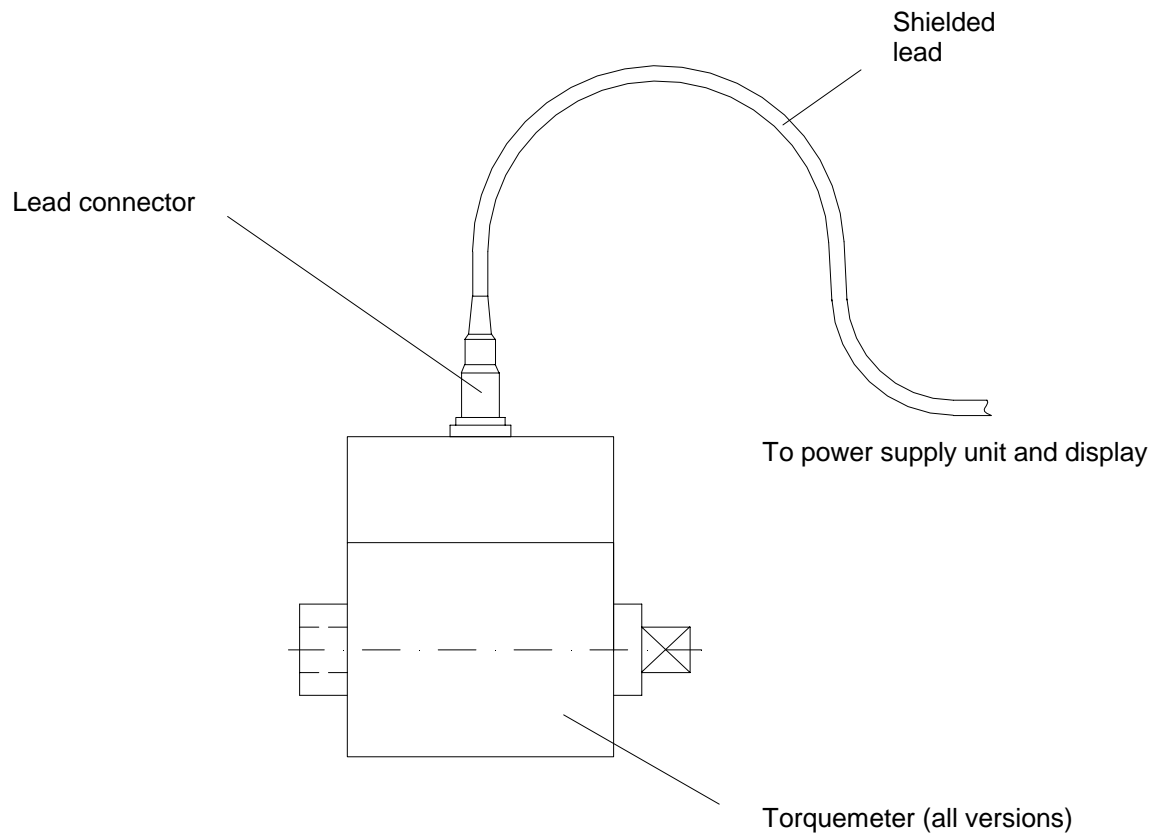 Shielded
lead
Lead connector
To power supply unit and display
Torquemeter (all versions)